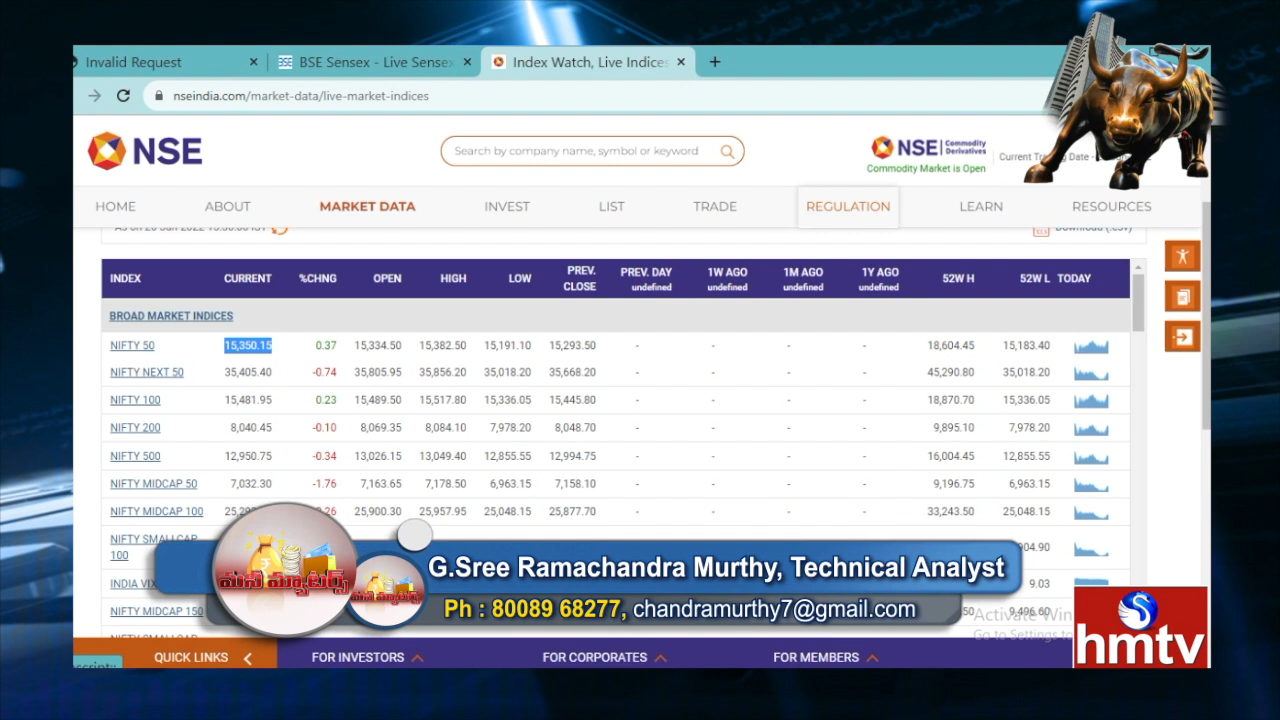 Invalid Request × BSE Sensex - Live Sensex × Index Watch, Live Indices × +
nseindia.com/market-data/live-market-indices
NSE Search by company name, symbol or keyword NSE Commodity Derivatives
Commodity Market is Open
HOME ABOUT MARKET DATA INVEST LIST TRADE REGULATION LEARN RESOURCES
INDEX CURRENT %CHNG OPEN HIGH LOW PREV. CLOSE PREV. DAY undefined 1W AGO undefined 1M AGO undefined 1Y AGO undefined 52W H 52W L TODAY
BROAD MARKET INDICES
NIFTY 50 15,350.15 0.37 15,334.50 15,382.50 15,191.10 15,293.50 - - - - 18,604.45 15,183.40
NIFTY NEXT 50 35,405.40 -0.74 35,805.95 35,856.20 35,018.20 35,668.20 - - - - 45,290.80 35,018.20
NIFTY 100 15,481.95 0.23 15,489.50 15,517.80 15,336.05 15,445.80 - - - - 18,870.70 15,336.05
NIFTY 200 8,040.45 -0.10 8,069.35 8,084.10 7,978.20 8,048.70 - - - - 9,895.10 7,978.20
NIFTY 500 12,950.75 -0.34 13,026.15 13,049.40 12,855.55 12,994.75 - - - - 16,004.45 12,855.55
NIFTY MIDCAP 50 7,032.30 -1.76 7,163.65 7,178.50 6,963.15 7,158.10 - - - - 9,196.75 6,963.15
NIFTY MIDCAP 100 25,900.30 25,957.95 25,048.15 25,877.70 - - - - 33,243.50 25,048.15
NIFTY SMALLCAP
100
INDIA VIX 9.03
NIFTY MIDCAP 150 9,496.60
మనీ మ్యాటర్స్
మనీ మ్యాటర్స్
G.Sree Ramachandra Murthy, Technical Analyst
Ph : 80089 68277, chandramurthy7@gmail.com
Activate Win
Go to Settings to
hmtv
QUICK LINKS FOR INVESTORS FOR CORPORATES FOR MEMBERS